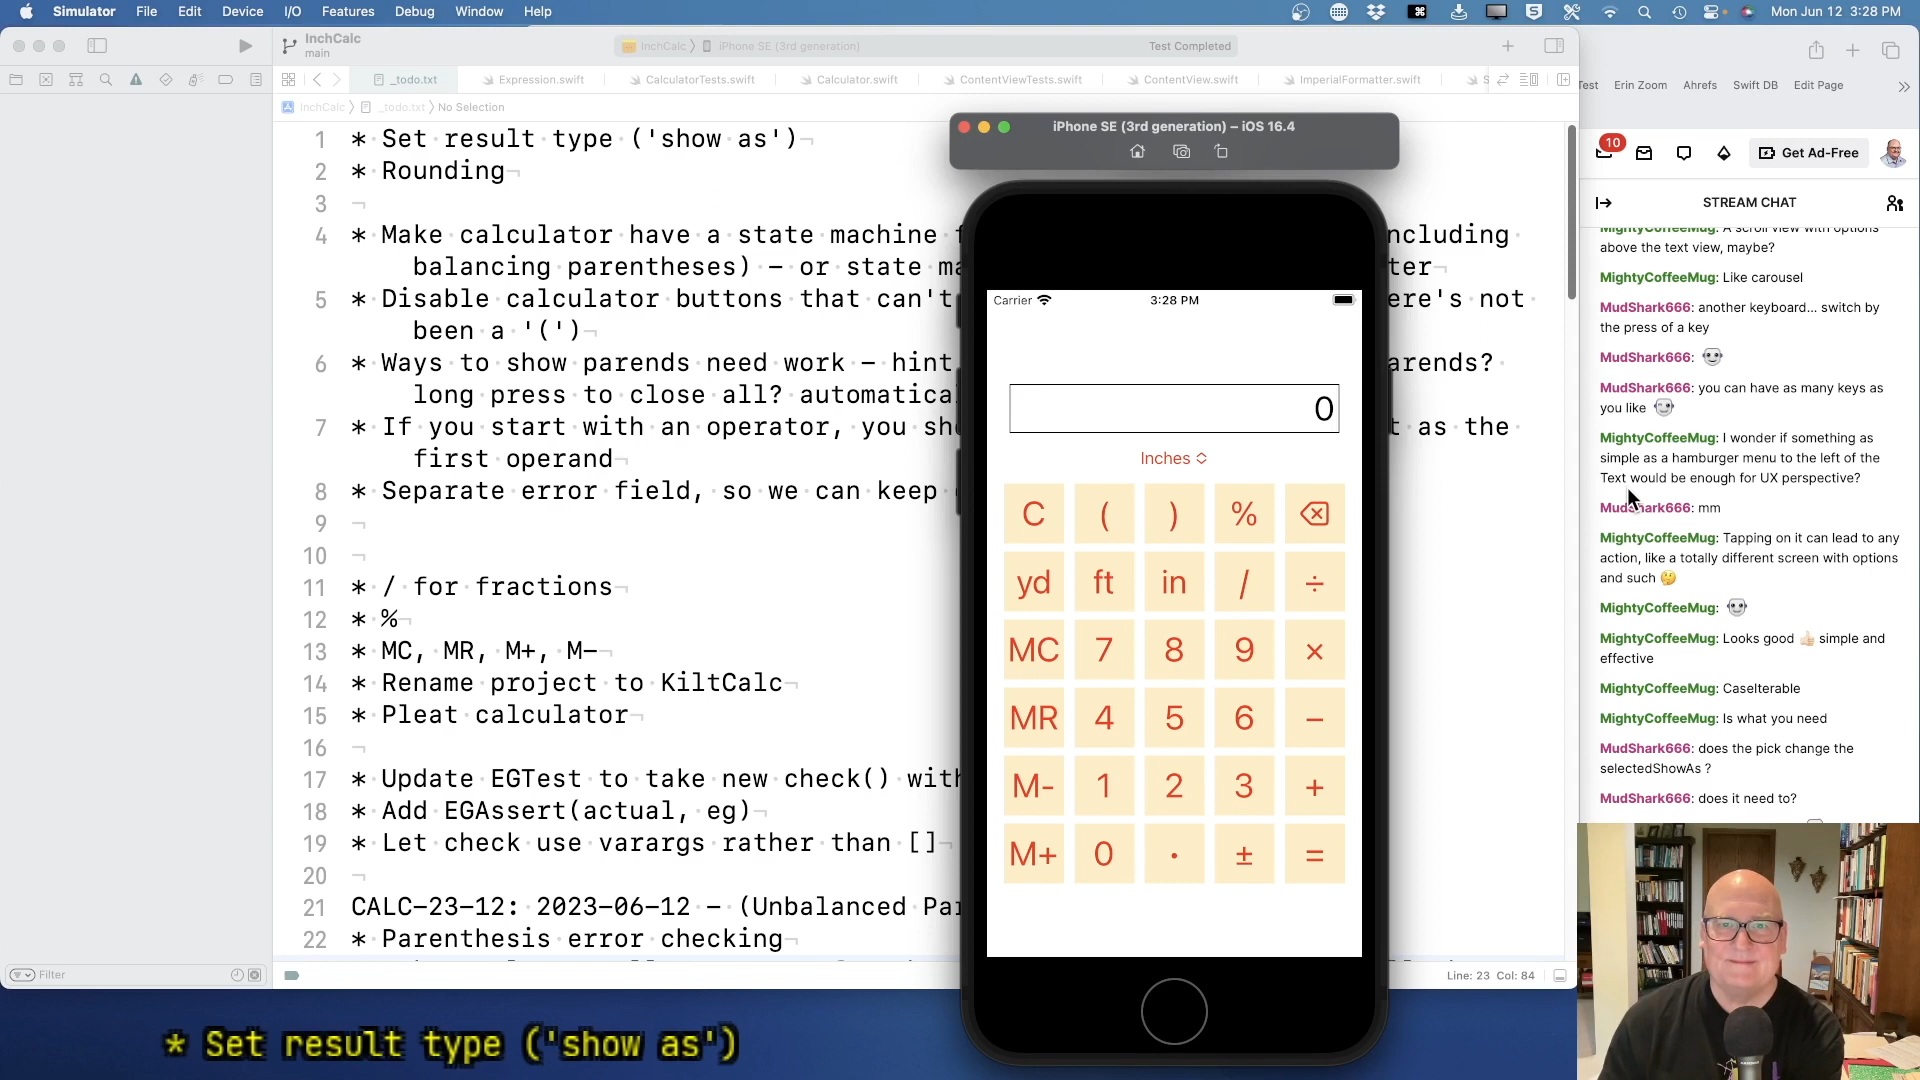 Simulator File Edit Device I/O Features Debug Window Help
Mon Jun 12 3:28 PM
InchCalc
main
InchCalc iPhone SE (3rd generation)
Test Completed
_todo.txt Expression.swift CalculatorTests.swift Calculator.swift ContentViewTests.swift ContentView.swift ImperialFormatter.swift S
InchCalc _todo.txt No Selection
1 * Set result type ('show as')
2 * Rounding
3
4 * Make calculator have a state machine f ncluding
balancing parentheses) – or state ma ter
5 * Disable calculator buttons that can't ere's not
been a '(')
6 * Ways to show parends need work – hint arends?
long press to close all? automatica
7 * If you start with an operator, you sh t as the
first operand
8 * Separate error field, so we can keep
9
10
11 * / for fractions
12 * %
13 * MC, MR, M+, M-
14 * Rename project to KiltCalc
15 * Pleat calculator
16
17 * Update EGTest to take new check() wit
18 * Add EGAssert(actual, eg)
19 * Let check use varargs rather than []
20
21 CALC-23-12: 2023-06-12 - (Unbalanced Pa
22 * Parenthesis error checking
Filter
Line: 23 Col: 84
* Set result type ('show as')
iPhone SE (3rd generation) – iOS 16.4
Carrier 3:28 PM
0
Inches
C ( ) %
yd ft in / ÷
MC 7 8 9 ×
MR 4 5 6 −
M- 1 2 3 +
M+ 0 . ± =
Test Erin Zoom Ahrefs Swift DB Edit Page
10 Get Ad-Free
STREAM CHAT
MightyCoffeeMug: A scroll view with options
above the text view, maybe?
MightyCoffeeMug: Like carousel
MudShark666: another keyboard... switch by
the press of a key
MudShark666:
MudShark666: you can have as many keys as
you like
MightyCoffeeMug: I wonder if something as
simple as a hamburger menu to the left of the
Text would be enough for UX perspective?
MudShark666: mm
MightyCoffeeMug: Tapping on it can lead to any
action, like a totally different screen with options
and such 🤔
MightyCoffeeMug:
MightyCoffeeMug: Looks good 👍🏻 simple and
effective
MightyCoffeeMug: CaseIterable
MightyCoffeeMug: Is what you need
MudShark666: does the pick change the
selectedShowAs ?
MudShark666: does it need to?